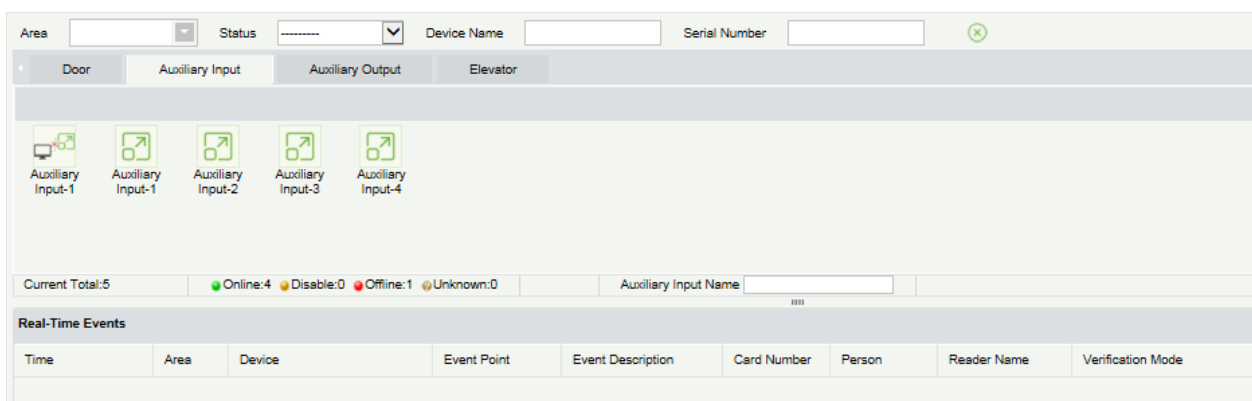 Area Status --------- Device Name Serial Number
Door Auxiliary Input Auxiliary Output Elevator
Auxiliary Input-1 Auxiliary Input-1 Auxiliary Input-2 Auxiliary Input-3 Auxiliary Input-4
Current Total:5 Online:4 Disable:0 Offline:1 Unknown:0 Auxiliary Input Name
Real-Time Events
Time Area Device Event Point Event Description Card Number Person Reader Name Verification Mode